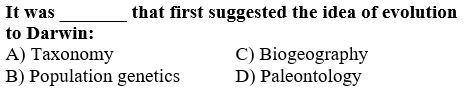 It was _______ that first suggested the idea of evolution
to Darwin:
A) Taxonomy C) Biogeography
B) Population genetics D) Paleontology